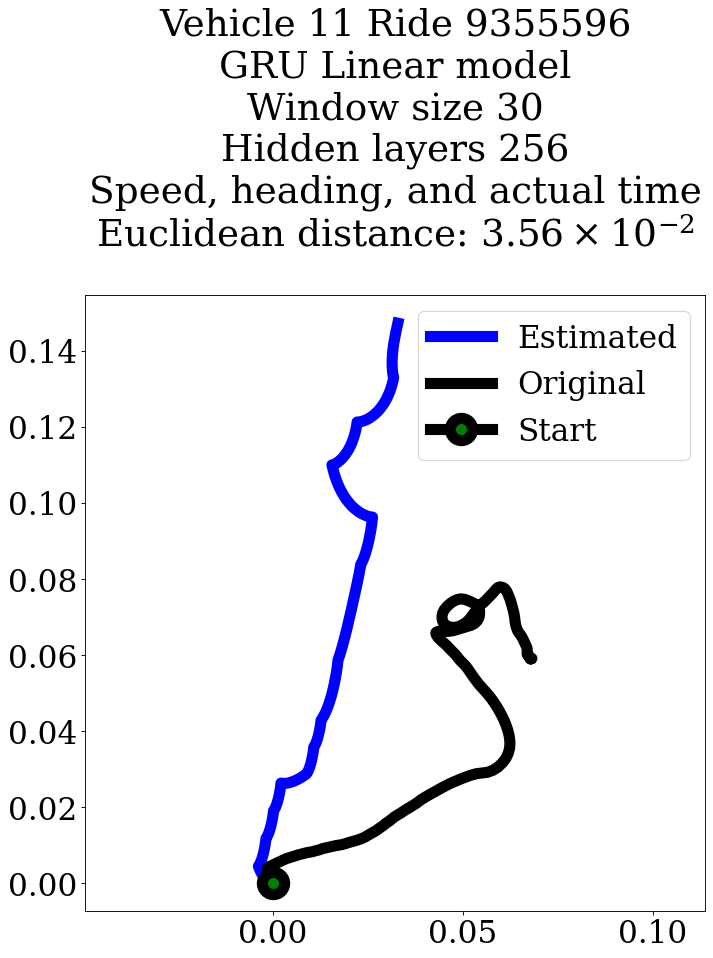 Vehicle 11 Ride 9355596
GRU Linear model
Window size 30
Hidden layers 256
Speed, heading, and actual time
Euclidean distance: 3.56 × 10⁻²
Estimated
Original
Start
0.14
0.12
0.10
0.08
0.06
0.04
0.02
0.00
0.00 0.05 0.10